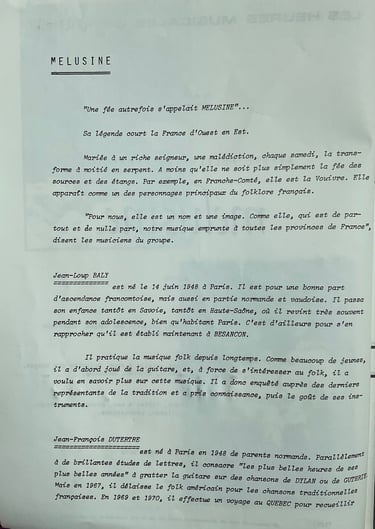 MELUSINE
"Une fée autrefois s'appelait MELUSINE"...
Sa légende court la France d'Ouest en Est.
Mariée à un riche seigneur, une malédiction, chaque samedi, la trans-
forme à moitié en serpent. A moins qu'elle ne soit plus simplement la fée des
sources et des étangs. Par exemple, en Franche-Comté, elle est la Vouivre. Elle
apparaît comme un des personnages principaux du folklore français.
"Pour nous, elle est un nom et une image. Comme elle, qui est de par-
tout et de nulle part, notre musique emprunte à toutes les provinces de France",
disent les musiciens du groupe.
Jean-Loup BALY
est né le 14 juin 1948 à Paris. Il est pour une bonne part
d'ascendance francomtoise, mais aussi en partie normande et vaudoise. Il passa
son enfance tantôt en Savoie, tantôt en Haute-Saône, où il revint très souvent
pendant son adolescence, bien qu'habitant Paris. C'est d'ailleurs pour s'en
rapprocher qu'il est établi maintenant à BESANCON.
Il pratique la musique folk depuis longtemps. Comme beaucoup de jeunes,
il a d'abord joué de la guitare, et, à force de s'intéresser au folk, il a
voulu en savoir plus sur cette musique. Il a donc enquêté auprès des derniers
représentants de la tradition et a pris connaissance, puis le goût de ses ins-
truments.
Jean-François DUTERTRE
est né à Paris en 1948 de parents normands. Parallèlement
à de brillantes études de lettres, il consacre "les plus belles heures de ses
plus belles années" à gratter la guitare sur des chansons de DYLAN ou de GUTHRIE.
Mais en 1967, il délaisse le folk américain pour les chansons traditionnelles
françaises. En 1969 et 1970, il effectue un voyage au QUEBEC pour recueillir